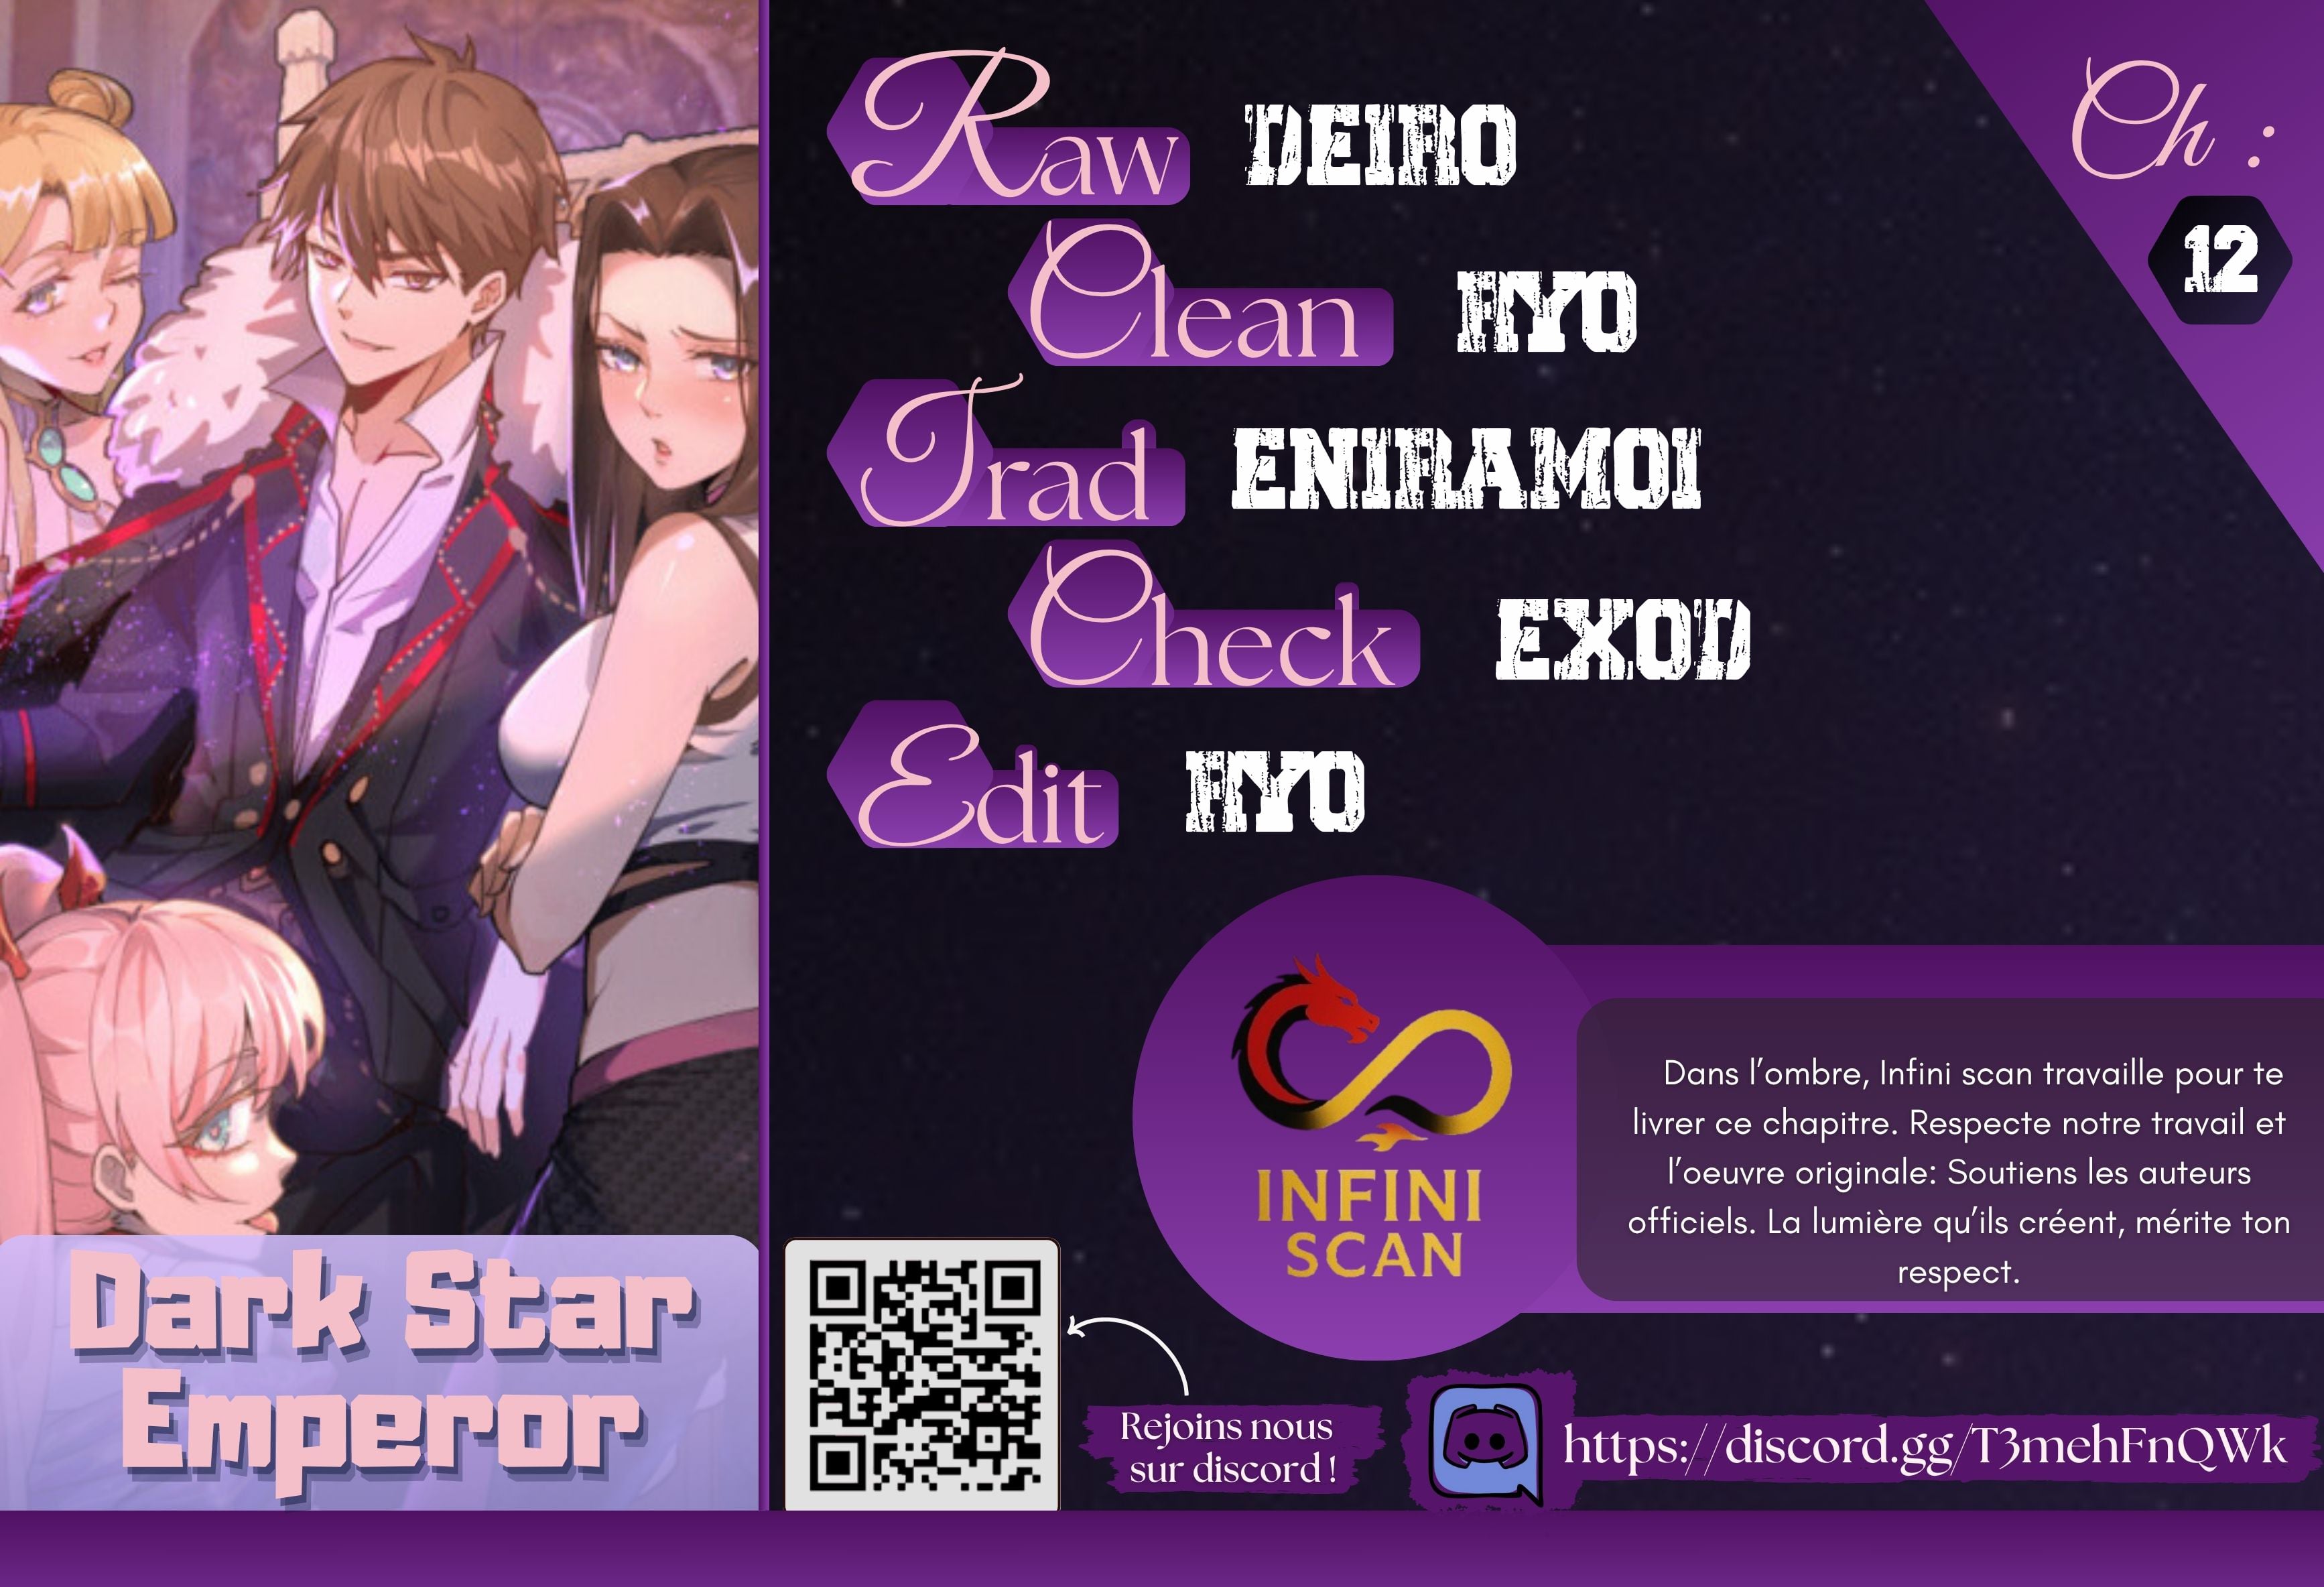 Raw DEIRO
Ch :
12
Clean RYO
Trad ENIRAMOI
Check EXOD
Edit RYO
INFINI
SCAN
Dans l'ombre, Infini scan travaille pour te
livrer ce chapitre. Respecte notre travail et
l'oeuvre originale: Soutiens les auteurs
officiels. La lumière qu'ils créent, mérite ton
respect.
Dark Star
Emperor
Rejoins nous
sur discord !
https://discord.gg/T3mehFnQWk